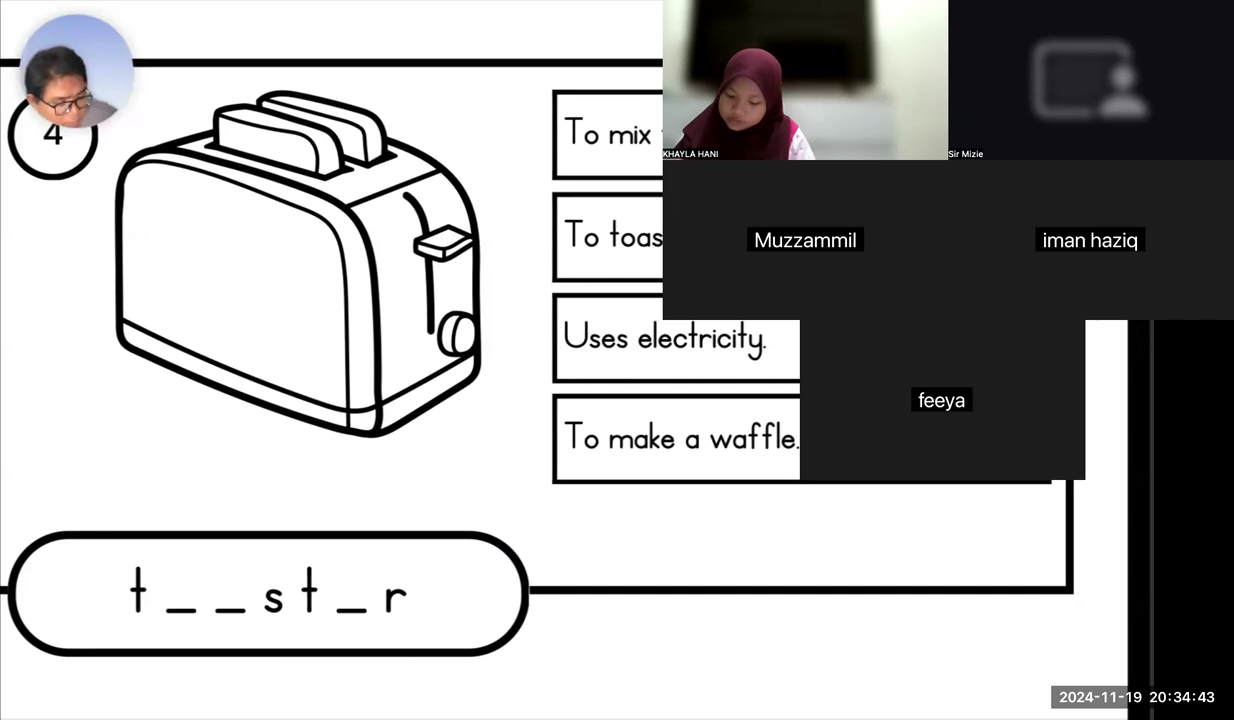 4
To mix
KHAYLA HANI
Sir Mizie
Muzzammil
iman haziq
To toas
Uses electricity.
feeya
To make a waffle.
t _ _ s t _ r
2024-11-19 20:34:43